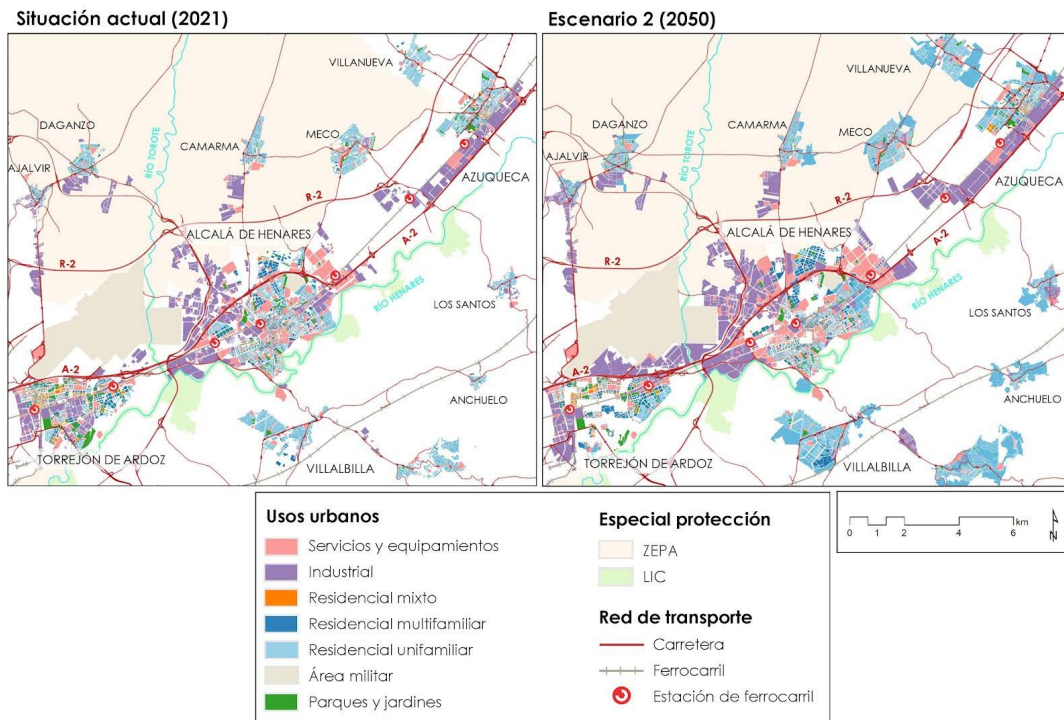 Situación actual (2021)
VILLANUEVA
DAGANZO
CAMARMA
MECO
RÍO TOROTE
AJALVIR
AZUQUECA
R-2
ALCALÁ DE HENARES
A-2
R-2
RÍO HENARES
LOS SANTOS
A-2
ANCHUELO
TORREJÓN DE ARDOZ
VILLALBILLA
Escenario 2 (2050)
VILLANUEVA
DAGANZO
CAMARMA
MECO
RÍO TOROTE
AJALVIR
AZUQUECA
R-2
ALCALÁ DE HENARES
A-2
R-2
RÍO HENARES
LOS SANTOS
A-2
ANCHUELO
TORREJÓN DE ARDOZ
VILLALBILLA
Usos urbanos
Servicios y equipamientos
Industrial
Residencial mixto
Residencial multifamiliar
Residencial unifamiliar
Área militar
Parques y jardines
Especial protección
ZEPA
LIC
Red de transporte
Carretera
Ferrocarril
Estación de ferrocarril
km
0 1 2 4 6
N